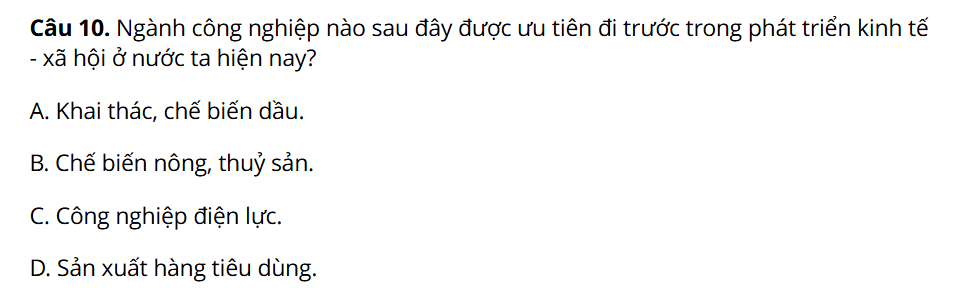 Câu 10. Ngành công nghiệp nào sau đây được ưu tiên đi trước trong phát triển kinh tế
- xã hội ở nước ta hiện nay?
A. Khai thác, chế biến dầu.
B. Chế biến nông, thuỷ sản.
C. Công nghiệp điện lực.
D. Sản xuất hàng tiêu dùng.